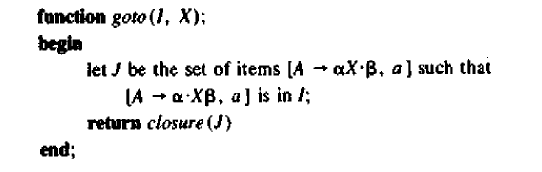 function goto(I, X);
begin
let J be the set of items [A → αX·β, a] such that
[A → α·Xβ, a] is in I;
return closure(J)
end;